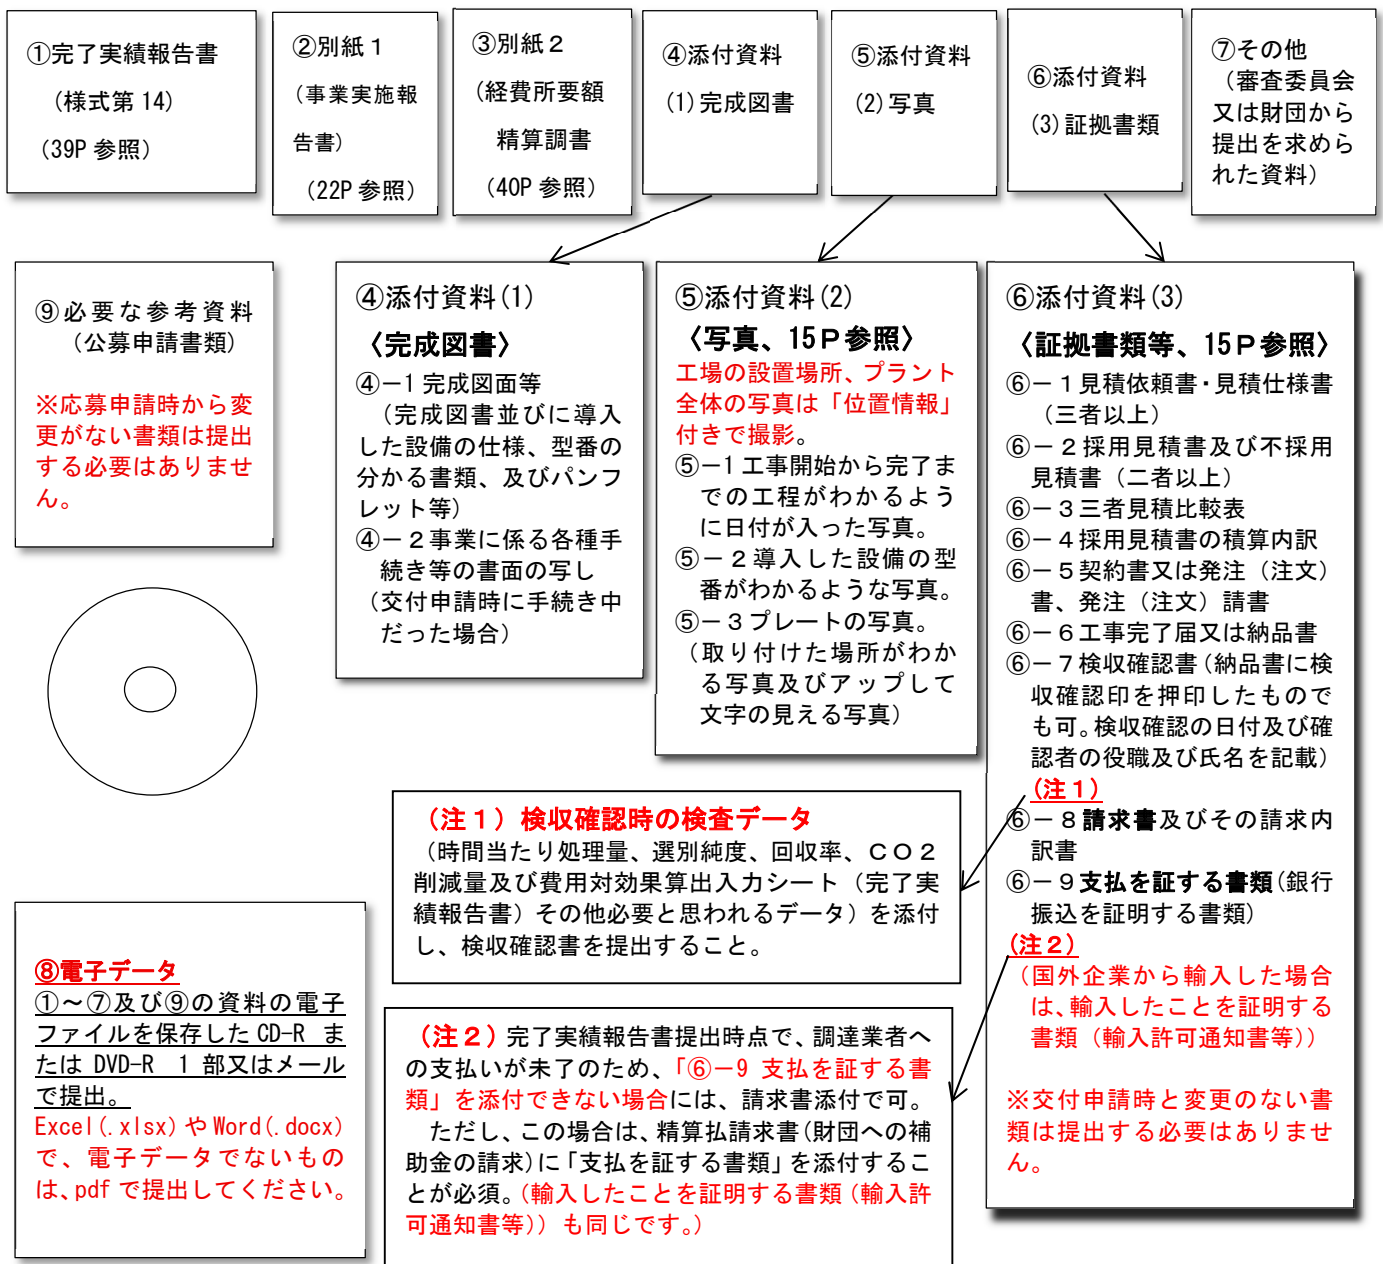 ①完了実績報告書
(様式第 14)
(39P 参照)
②別紙1
(事業実施報
告書)
(22P 参照)
③別紙2
(経費所要額
精算調書
(40P 参照)
④添付資料
(1)完成図書
⑤添付資料
(2)写真
⑥添付資料
(3)証拠書類
⑦その他
(審査委員会
又は財団から
提出を求めら
れた資料)
⑨必要な参考資料
(公募申請書類)
※応募申請時から変
更がない書類は提出
する必要はありませ
ん。
④添付資料(1)
〈完成図書〉
④-1 完成図面等
(完成図書並びに導入
した設備の仕様、型番の
分かる書類、及びパンフ
レット等)
④-2事業に係る各種手
続き等の書面の写し
(交付申請時に手続き中
だった場合)
⑤添付資料(2)
〈写真、15P参照〉
工場の設置場所、プラント
全体の写真は「位置情報」
付きで撮影。
⑤-1工事開始から完了ま
での工程がわかるよう
に日付が入った写真。
⑤-2導入した設備の型
番がわかるような写真。
⑤-3プレートの写真。
(取り付けた場所がわか
る写真及びアップして
文字の見える写真)
⑥添付資料(3)
〈証拠書類等、15P参照〉
⑥-1見積依頼書・見積仕様書
(三者以上)
⑥-2採用見積書及び不採用
見積書(二者以上)
⑥-3三者見積比較表
⑥-4採用見積書の積算内訳
⑥-5契約書又は発注(注文)
書、発注(注文)請書
⑥-6工事完了届又は納品書
⑥-7検収確認書(納品書に検
収確認印を押印したもので
も可。検収確認の日付及び確
認者の役職及び氏名を記載)
(注1)
⑥-8請求書及びその請求内
訳書
⑥-9支払を証する書類(銀行
振込を証明する書類)
(注2)
(国外企業から輸入した場合
は、輸入したことを証明する
書類(輸入許可通知書等))
※交付申請時と変更のない書
類は提出する必要はありませ
ん。
(注1)検収確認時の検査データ
(時間当たり処理量、選別純度、回収率、CO2
削減量及び費用対効果算出入力シート(完了実
績報告書)その他必要と思われるデータ)を添付
し、検収確認書を提出すること。
⑧電子データ
①～⑦及び⑨の資料の電子
ファイルを保存した CD-R ま
たは DVD-R 1 部又はメール
で提出。
Excel(.xlsx)や Word(.docx)
で、電子データでないもの
は、pdf で提出してください。
(注2)完了実績報告書提出時点で、調達業者へ
の支払いが未了のため、「⑥-9 支払を証する書
類」を添付できない場合には、請求書添付で可。
ただし、この場合は、精算払請求書(財団への補
助金の請求)に「支払を証する書類」を添付するこ
とが必須。(輸入したことを証明する書類(輸入許
可通知書等))も同じです。)